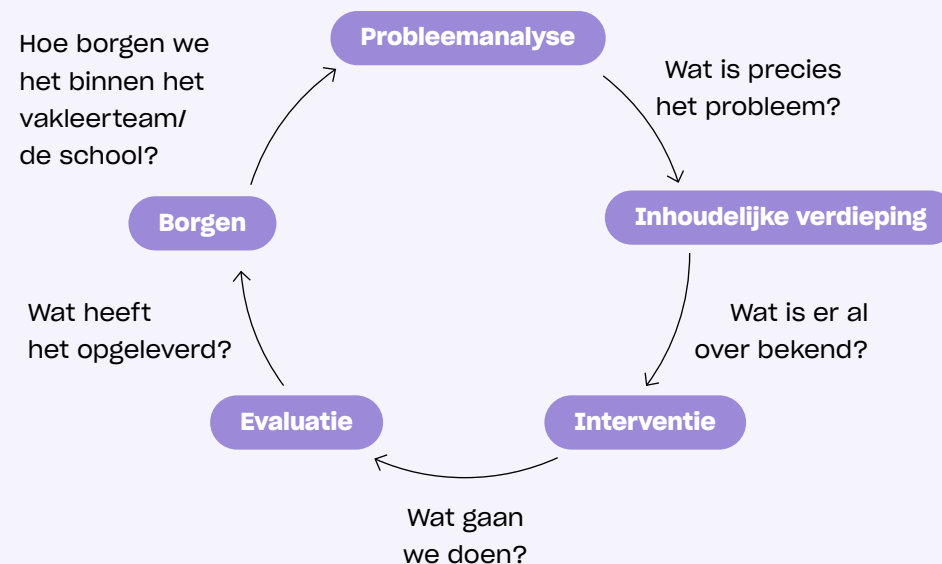 Probleemanalyse
Wat is precies
het probleem?
Inhoudelijke verdieping
Wat is er al
over bekend?
Interventie
Wat gaan
we doen?
Evaluatie
Wat heeft
het opgeleverd?
Borgen
Hoe borgen we
het binnen het
vakleerteam/
de school?